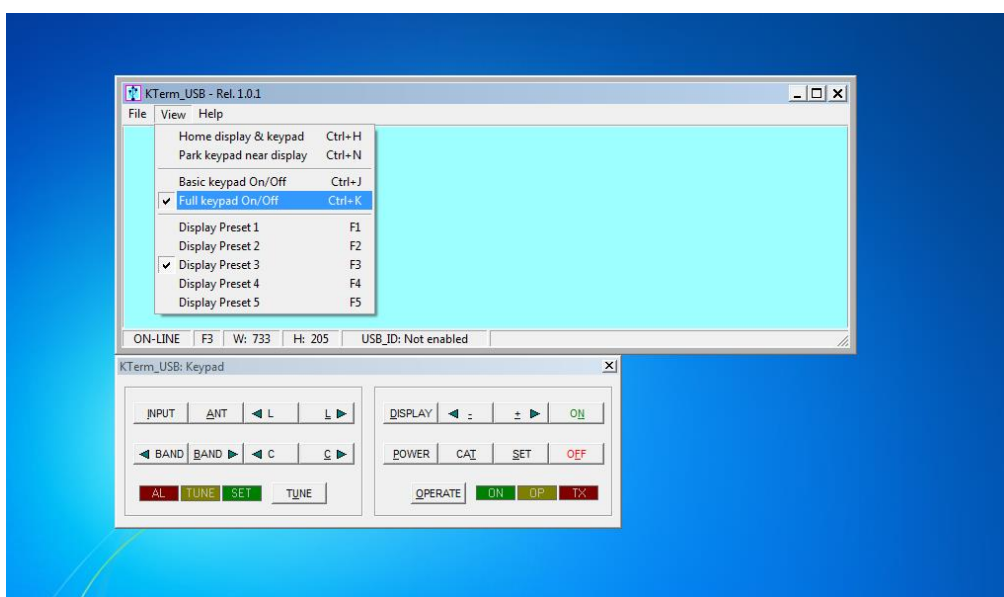 KTerm_USB - Rel. 1.0.1
File View Help
Home display & keypad Ctrl+H
Park keypad near display Ctrl+N
Basic keypad On/Off Ctrl+J
Full keypad On/Off Ctrl+K
Display Preset 1 F1
Display Preset 2 F2
Display Preset 3 F3
Display Preset 4 F4
Display Preset 5 F5
ON-LINE F3 W: 733 H: 205 USB_ID: Not enabled
KTerm_USB: Keypad
INPUT ANT L L DISPLAY - + ON
BAND BAND C C POWER CAT SET OFF
AL TUNE SET TUNE OPERATE ON OP TX